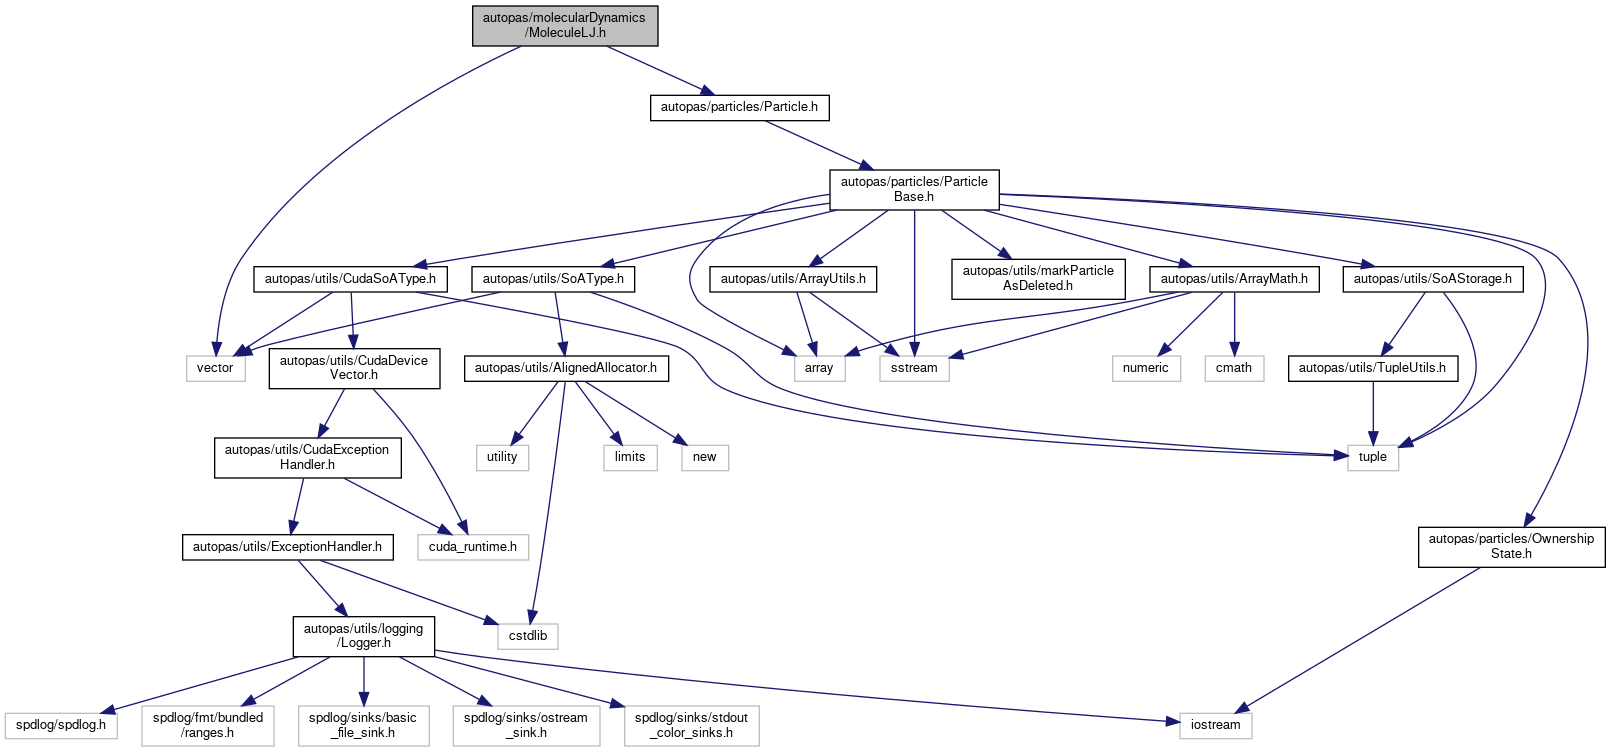 autopas/molecularDynamics
/MoleculeLJ.h
autopas/particles/Particle.h
autopas/particles/Particle
Base.h
autopas/utils/CudaSoAType.h
autopas/utils/SoAType.h
autopas/utils/ArrayUtils.h
autopas/utils/markParticle
AsDeleted.h
autopas/utils/ArrayMath.h
autopas/utils/SoAStorage.h
vector
autopas/utils/CudaDevice
Vector.h
autopas/utils/AlignedAllocator.h
array
sstream
numeric
cmath
autopas/utils/TupleUtils.h
autopas/utils/CudaException
Handler.h
utility
limits
new
tuple
autopas/utils/ExceptionHandler.h
cuda_runtime.h
autopas/particles/Ownership
State.h
autopas/utils/logging
/Logger.h
cstdlib
spdlog/spdlog.h
spdlog/fmt/bundled
/ranges.h
spdlog/sinks/basic
_file_sink.h
spdlog/sinks/ostream
_sink.h
spdlog/sinks/stdout
_color_sinks.h
iostream